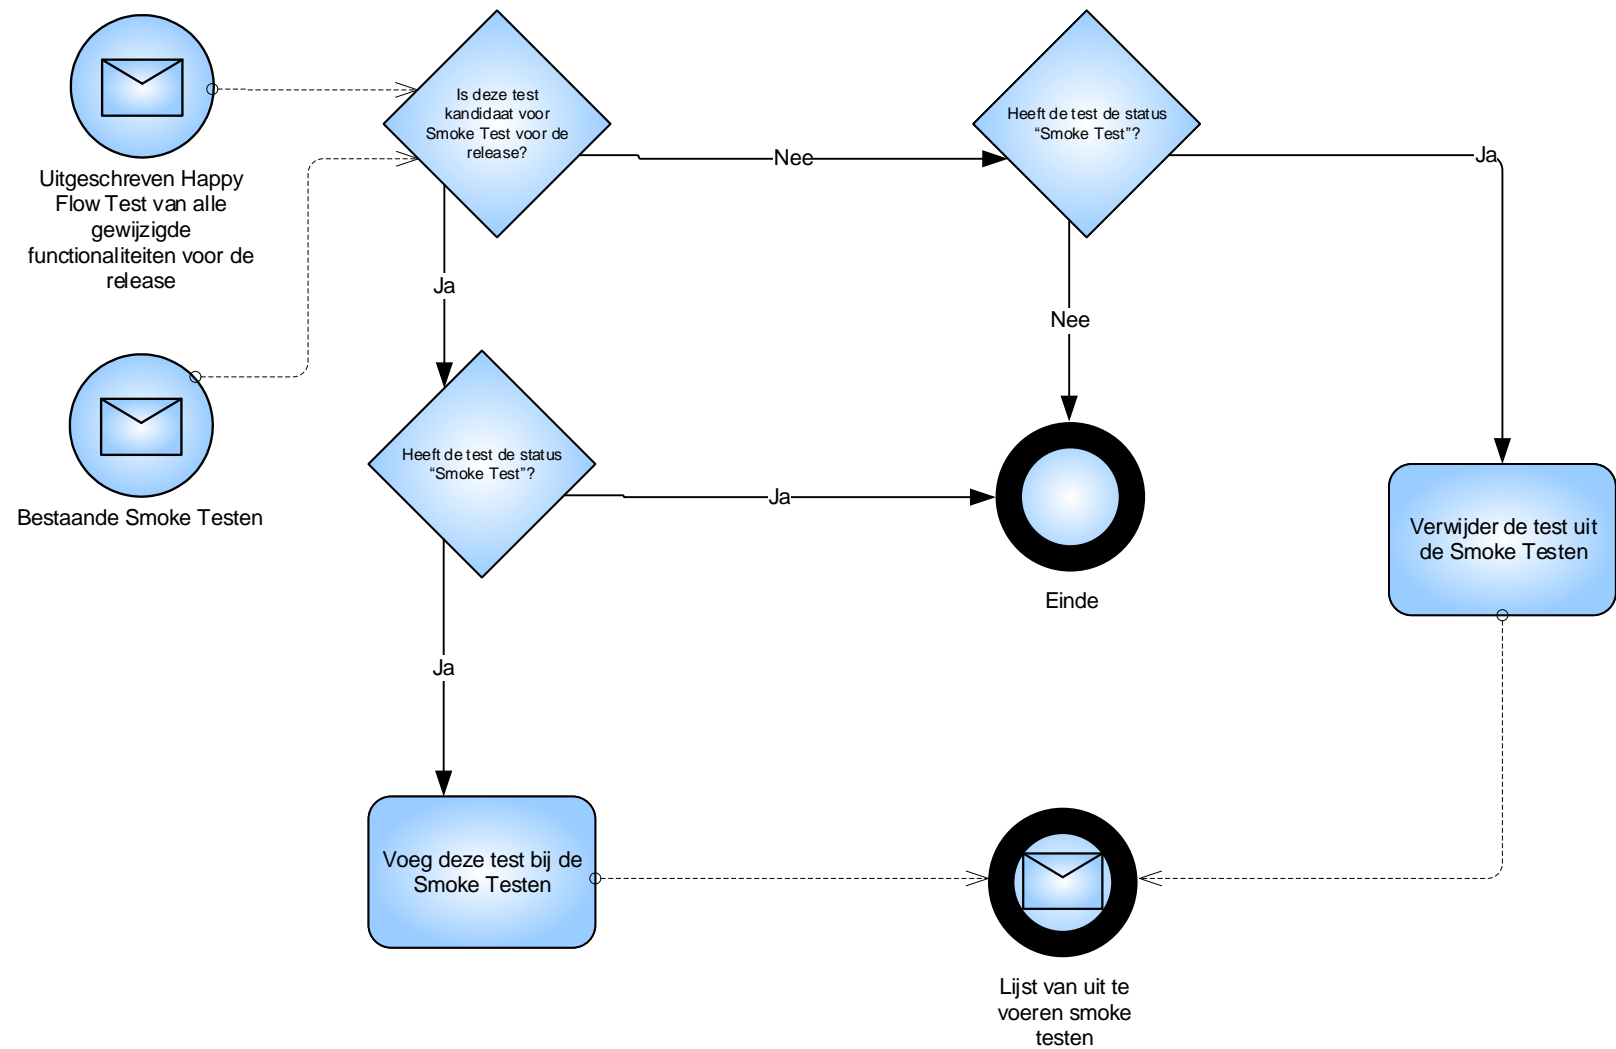 Uitgeschreven Happy
Flow Test van alle
gewijzigde
functionaliteiten voor de
release
Bestaande Smoke Testen
Is deze test
kandidaat voor
Smoke Test voor de
release?
Nee
Heeft de test de status
“Smoke Test”?
Ja
Ja
Nee
Heeft de test de status
“Smoke Test”?
Ja
Einde
Verwijder de test uit
de Smoke Testen
Ja
Voeg deze test bij de
Smoke Testen
Lijst van uit te
voeren smoke
testen